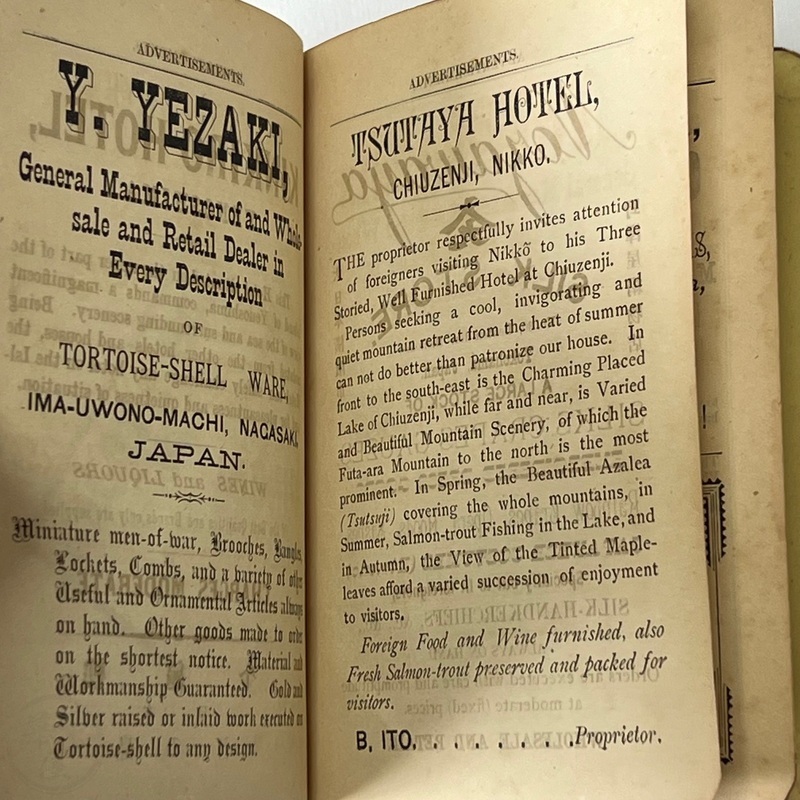 ADVERTISEMENTS.
Y. YEZAKI,
General Manufacturer of and Whole-
sale and Retail Dealer in
Every Description
OF
TORTOISE-SHELL WARE,
IMA-UWONO-MACHI, NAGASAKI,
JAPAN.
Miniature men-of-war, Brooches, Bangles,
Lockets, Combs, and a variety of other
Useful and Ornamental Articles always
on hand. Other goods made to order
on the shortest notice. Material and
Workmanship Guaranteed. Gold and
Silver raised or inlaid work executed on
Tortoise-shell to any design.
ADVERTISEMENTS.
TSUTAYA HOTEL,
CHIUZENJI, NIKKO.
THE proprietor respectfully invites attention
of foreigners visiting Nikkō to his Three
Storied, Well Furnished Hotel at Chiuzenji.
Persons seeking a cool, invigorating and
quiet mountain retreat from the heat of summer
can not do better than patronize our house. In
front to the south-east is the Charming Placed
Lake of Chiuzenji, while far and near, is Varied
and Beautiful Mountain Scenery, of which the
Futa-ara Mountain to the north is the most
prominent. In Spring, the Beautiful Azalea
(Tsutsuji) covering the whole mountains, in
Summer, Salmon-trout Fishing in the Lake, and
in Autumn, the View of the Tinted Maple-
leaves afford a varied succession of enjoyment
to visitors.
Foreign Food and Wine furnished, also
Fresh Salmon-trout preserved and packed for
visitors.
B. ITO. . . . . . . .Proprietor.